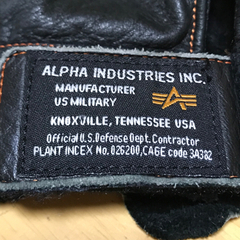 ALPHA INDUSTRIES INC.
MANUFACTURER
US MILITARY
KNOXVILLE, TENNESSEE USA
Official U.S. Defense Dept. Contractor
PLANT INDEX No. 026200, CAGE code 3A382